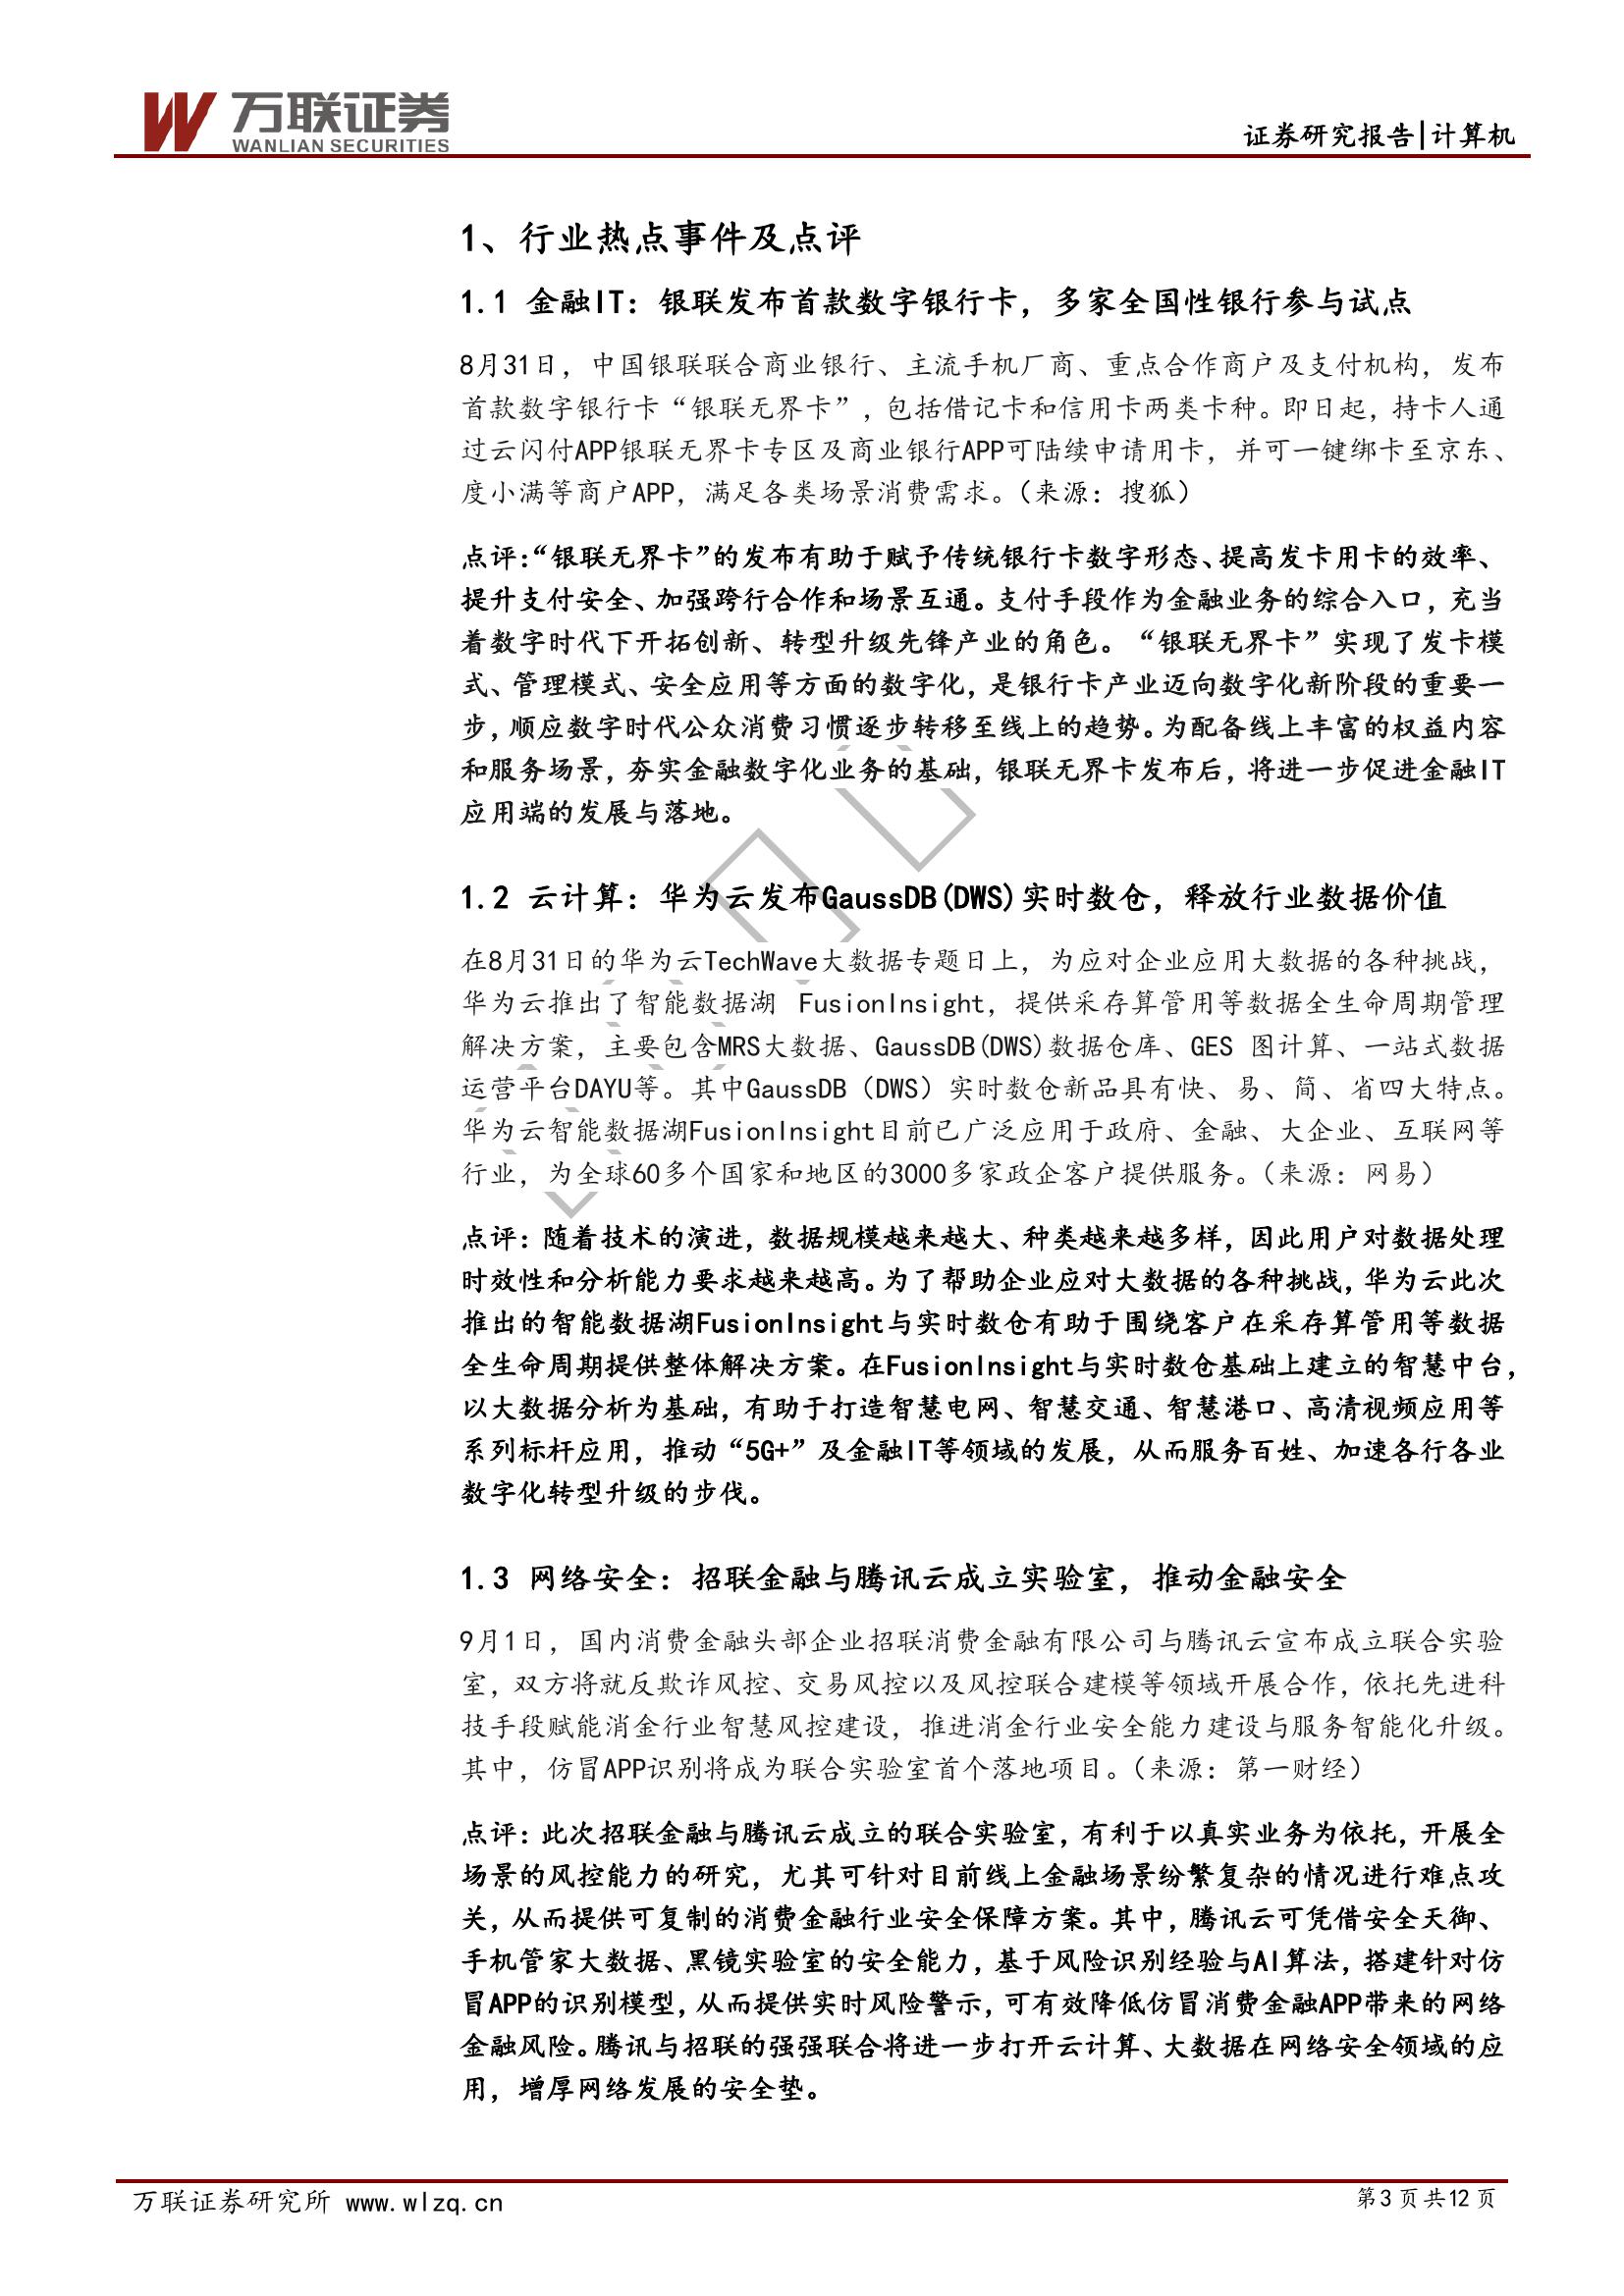 万联证券
WANLIAN SECURITIES
证券研究报告|计算机
1、行业热点事件及点评
1.1 金融IT：银联发布首款数字银行卡，多家全国性银行参与试点
8月31日，中国银联联合商业银行、主流手机厂商、重点合作商户及支付机构，发布
首款数字银行卡“银联无界卡”，包括借记卡和信用卡两类卡种。即日起，持卡人通
过云闪付APP银联无界卡专区及商业银行APP可陆续申请用卡，并可一键绑卡至京东、
度小满等商户APP，满足各类场景消费需求。（来源：搜狐）
点评：“银联无界卡”的发布有助于赋予传统银行卡数字形态、提高发卡用卡的效率、
提升支付安全、加强跨行合作和场景互通。支付手段作为金融业务的综合入口，充当
着数字时代下开拓创新、转型升级先锋产业的角色。“银联无界卡”实现了发卡模
式、管理模式、安全应用等方面的数字化，是银行卡产业迈向数字化新阶段的重要一
步，顺应数字时代公众消费习惯逐步转移至线上的趋势。为配备线上丰富的权益内容
和服务场景，夯实金融数字化业务的基础，银联无界卡发布后，将进一步促进金融IT
应用端的发展与落地。
1.2 云计算：华为云发布GaussDB(DWS)实时数仓，释放行业数据价值
在8月31日的华为云TechWave大数据专题日上，为应对企业应用大数据的各种挑战，
华为云推出了智能数据湖 FusionInsight，提供采存算管用等数据全生命周期管理
解决方案，主要包含MRS大数据、GaussDB(DWS)数据仓库、GES 图计算、一站式数据
运营平台DAYU等。其中GaussDB（DWS）实时数仓新品具有快、易、简、省四大特点。
华为云智能数据湖FusionInsight目前已广泛应用于政府、金融、大企业、互联网等
行业，为全球60多个国家和地区的3000多家政企客户提供服务。（来源：网易）
点评：随着技术的演进，数据规模越来越大、种类越来越多样，因此用户对数据处理
时效性和分析能力要求越来越高。为了帮助企业应对大数据的各种挑战，华为云此次
推出的智能数据湖FusionInsight与实时数仓有助于围绕客户在采存算管用等数据
全生命周期提供整体解决方案。在FusionInsight与实时数仓基础上建立的智慧中台，
以大数据分析为基础，有助于打造智慧电网、智慧交通、智慧港口、高清视频应用等
系列标杆应用，推动“5G+”及金融IT等领域的发展，从而服务百姓、加速各行各业
数字化转型升级的步伐。
1.3 网络安全：招联金融与腾讯云成立实验室，推动金融安全
9月1日，国内消费金融头部企业招联消费金融有限公司与腾讯云宣布成立联合实验
室，双方将就反欺诈风控、交易风控以及风控联合建模等领域开展合作，依托先进科
技手段赋能消金行业智慧风控建设，推进消金行业安全能力建设与服务智能化升级。
其中，仿冒APP识别将成为联合实验室首个落地项目。（来源：第一财经）
点评：此次招联金融与腾讯云成立的联合实验室，有利于以真实业务为依托，开展全
场景的风控能力的研究，尤其可针对目前线上金融场景纷繁复杂的情况进行难点攻
关，从而提供可复制的消费金融行业安全保障方案。其中，腾讯云可凭借安全天御、
手机管家大数据、黑镜实验室的安全能力，基于风险识别经验与AI算法，搭建针对仿
冒APP的识别模型，从而提供实时风险警示，可有效降低仿冒消费金融APP带来的网络
金融风险。腾讯与招联的强强联合将进一步打开云计算、大数据在网络安全领域的应
用，增厚网络发展的安全垫。
万联证券研究所 www.wlzq.cn
第3页共12页